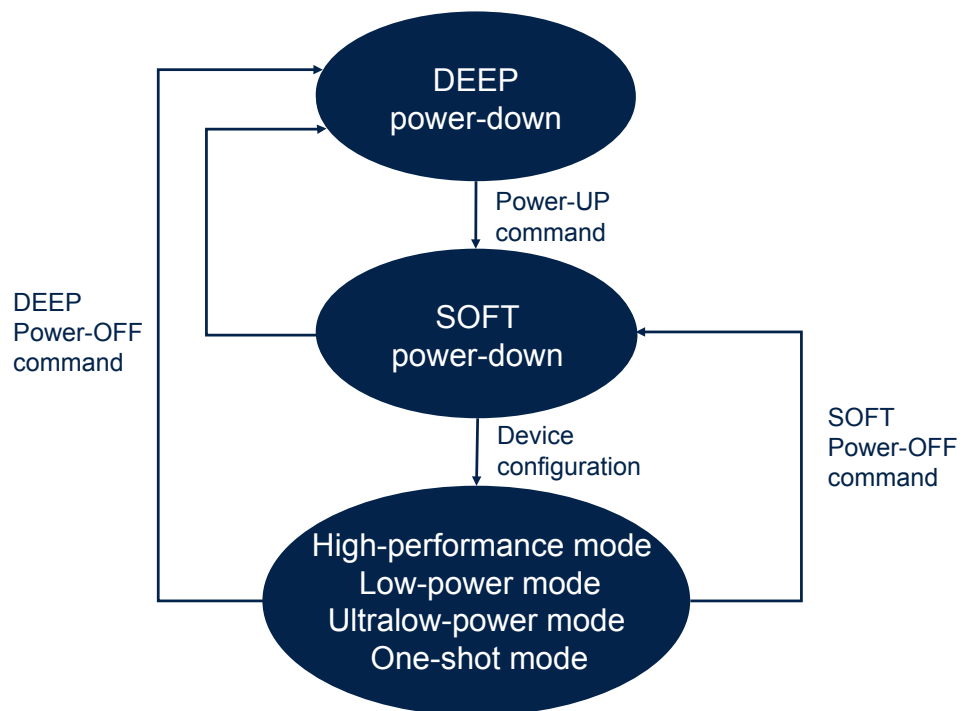 DEEP
power-down
Power-UP
command
SOFT
power-down
DEEP
Power-OFF
command
Device
configuration
SOFT
Power-OFF
command
High-performance mode
Low-power mode
Ultralow-power mode
One-shot mode